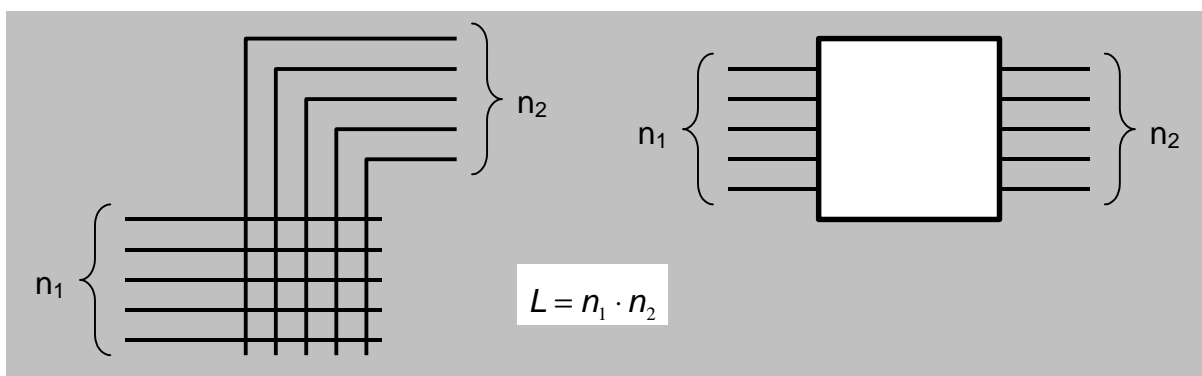 n₂
n₁
n₁
n₂
L = n₁ · n₂